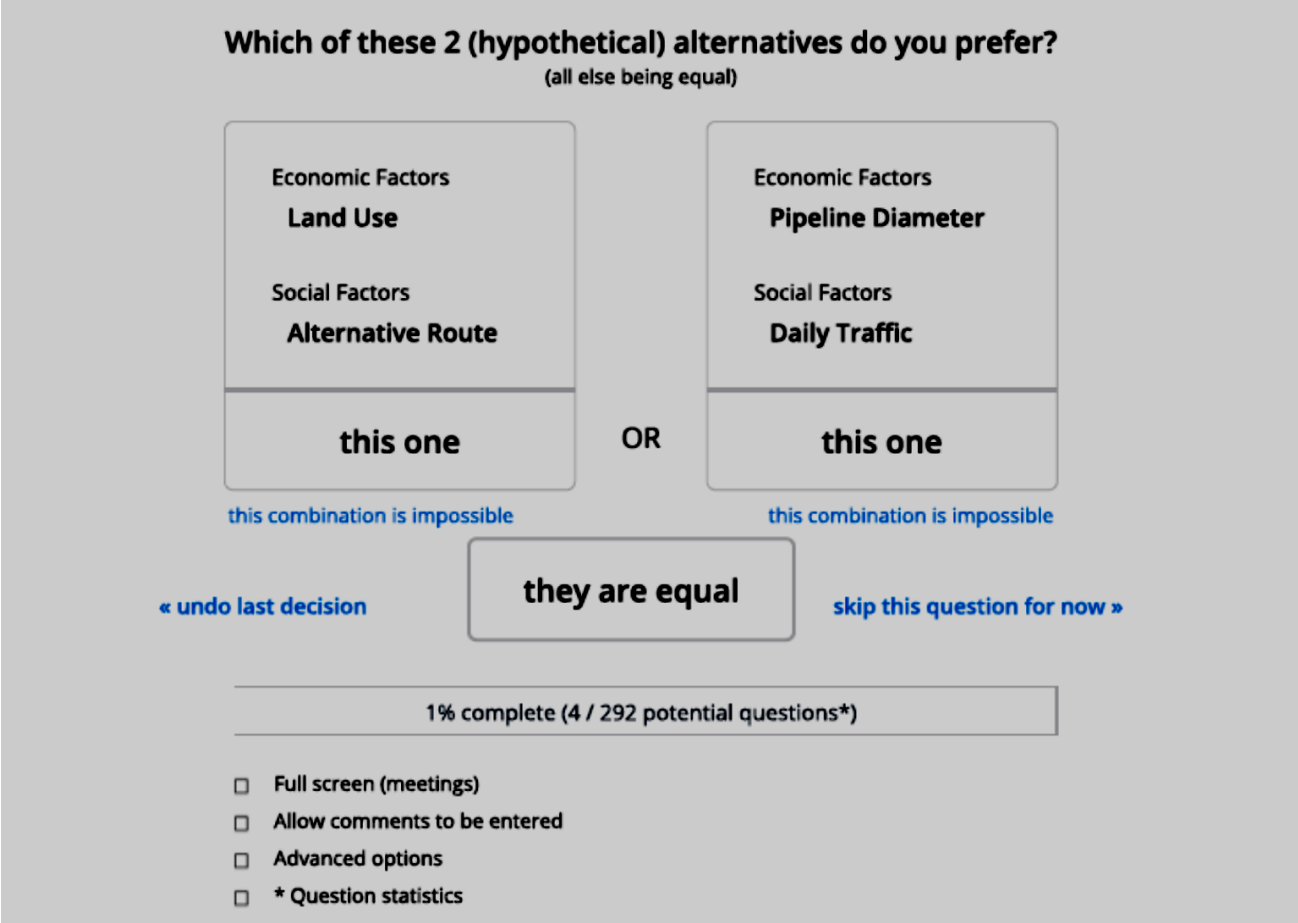 Which of these 2 (hypothetical) alternatives do you prefer?
(all else being equal)
Economic Factors
Land Use
Social Factors
Alternative Route
this one
this combination is impossible
OR
Economic Factors
Pipeline Diameter
Social Factors
Daily Traffic
this one
this combination is impossible
« undo last decision
they are equal
skip this question for now »
1% complete (4 / 292 potential questions*)
Full screen (meetings)
Allow comments to be entered
Advanced options
* Question statistics